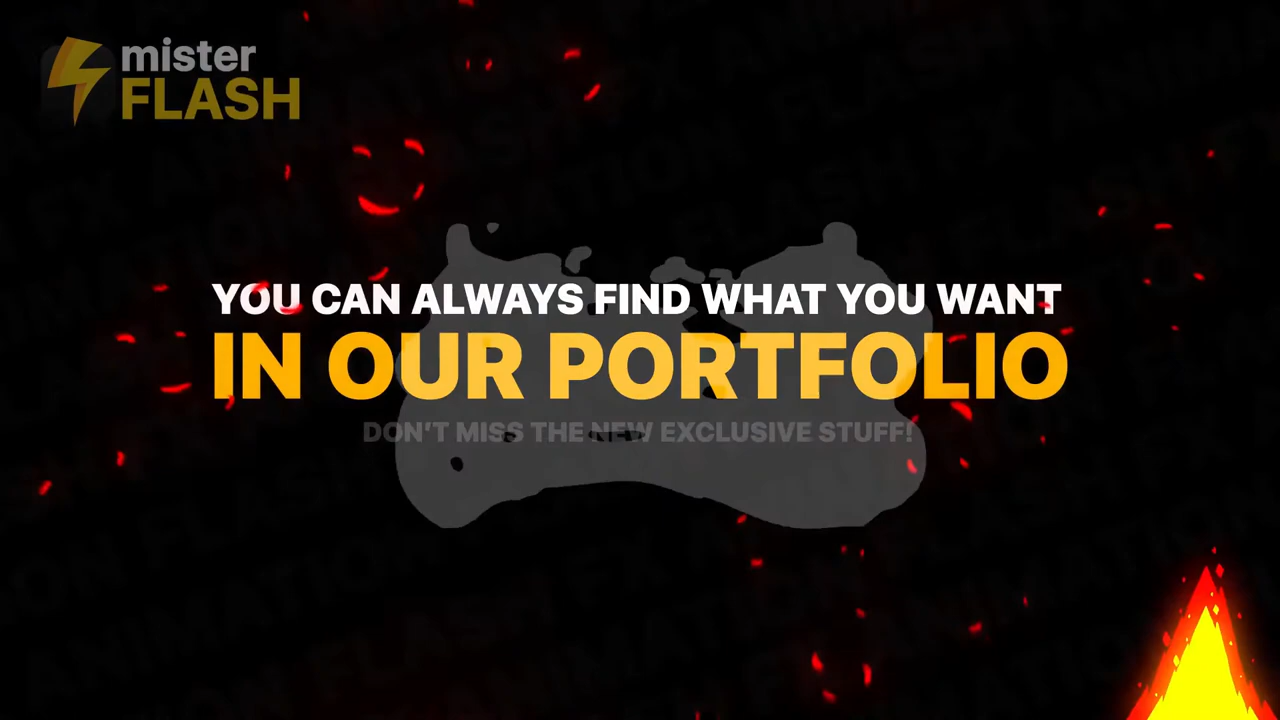 mister
FLASH
YOU CAN ALWAYS FIND WHAT YOU WANT
IN OUR PORTFOLIO
DON'T MISS THE NEW EXCLUSIVE STUFF!